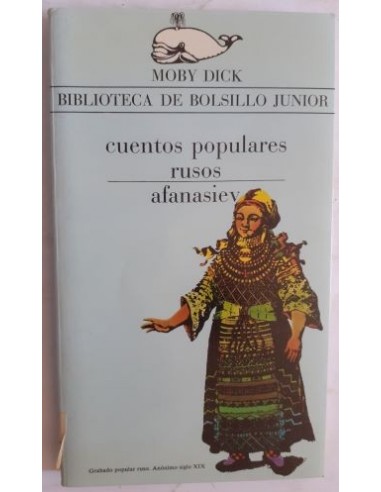 MOBY DICK
BIBLIOTECA DE BOLSILLO JUNIOR
cuentos populares
rusos
afanasiev
Grabado popular ruso. Anónimo siglo XIX